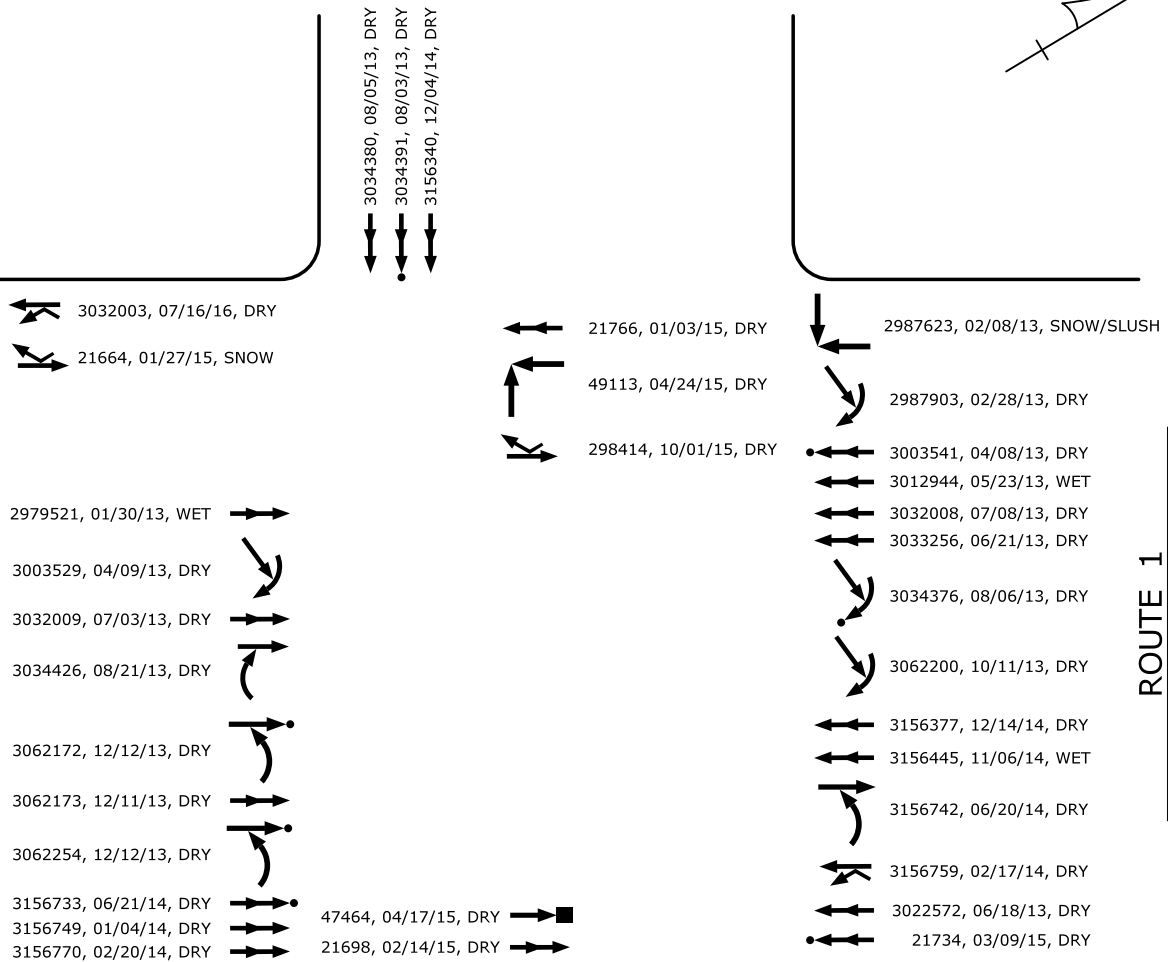 3034380, 08/05/13, DRY
3034391, 08/03/13, DRY
3156340, 12/04/14, DRY
3032003, 07/16/16, DRY
21664, 01/27/15, SNOW
21766, 01/03/15, DRY
49113, 04/24/15, DRY
298414, 10/01/15, DRY
2987623, 02/08/13, SNOW/SLUSH
2987903, 02/28/13, DRY
3003541, 04/08/13, DRY
3012944, 05/23/13, WET
3032008, 07/08/13, DRY
3033256, 06/21/13, DRY
3034376, 08/06/13, DRY
3062200, 10/11/13, DRY
3156377, 12/14/14, DRY
3156445, 11/06/14, WET
3156742, 06/20/14, DRY
3156759, 02/17/14, DRY
3022572, 06/18/13, DRY
21734, 03/09/15, DRY
ROUTE 1
2979521, 01/30/13, WET
3003529, 04/09/13, DRY
3032009, 07/03/13, DRY
3034426, 08/21/13, DRY
3062172, 12/12/13, DRY
3062173, 12/11/13, DRY
3062254, 12/12/13, DRY
3156733, 06/21/14, DRY
3156749, 01/04/14, DRY
3156770, 02/20/14, DRY
47464, 04/17/15, DRY
21698, 02/14/15, DRY